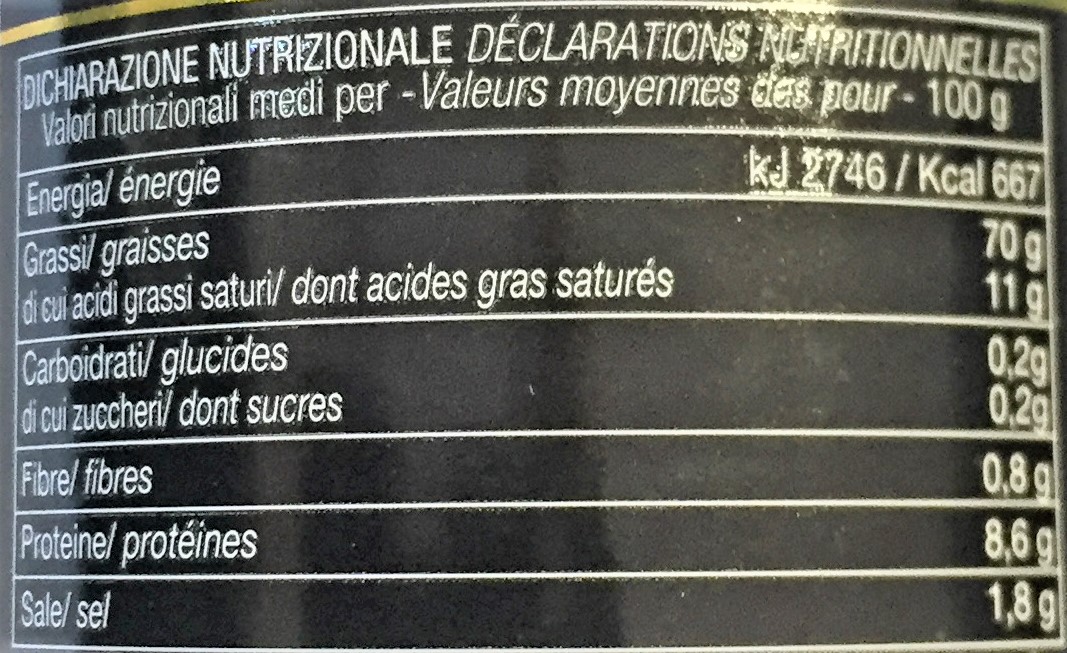 DICHIARAZIONE NUTRIZIONALE DÉCLARATIONS NUTRITIONNELLES
Valori nutrizionali medi per - Valeurs moyennes des pour - 100 g
Energia/ énergie kJ 2746 / Kcal 667
Grassi/ graisses 70 g
di cui acidi grassi saturi/ dont acides gras saturés 11 g
Carboidrati/ glucides 0,2g
di cui zuccheri/ dont sucres 0,2g
Fibre/ fibres 0,8 g
Proteine/ protéines 8,6 g
Sale/ sel 1,8 g